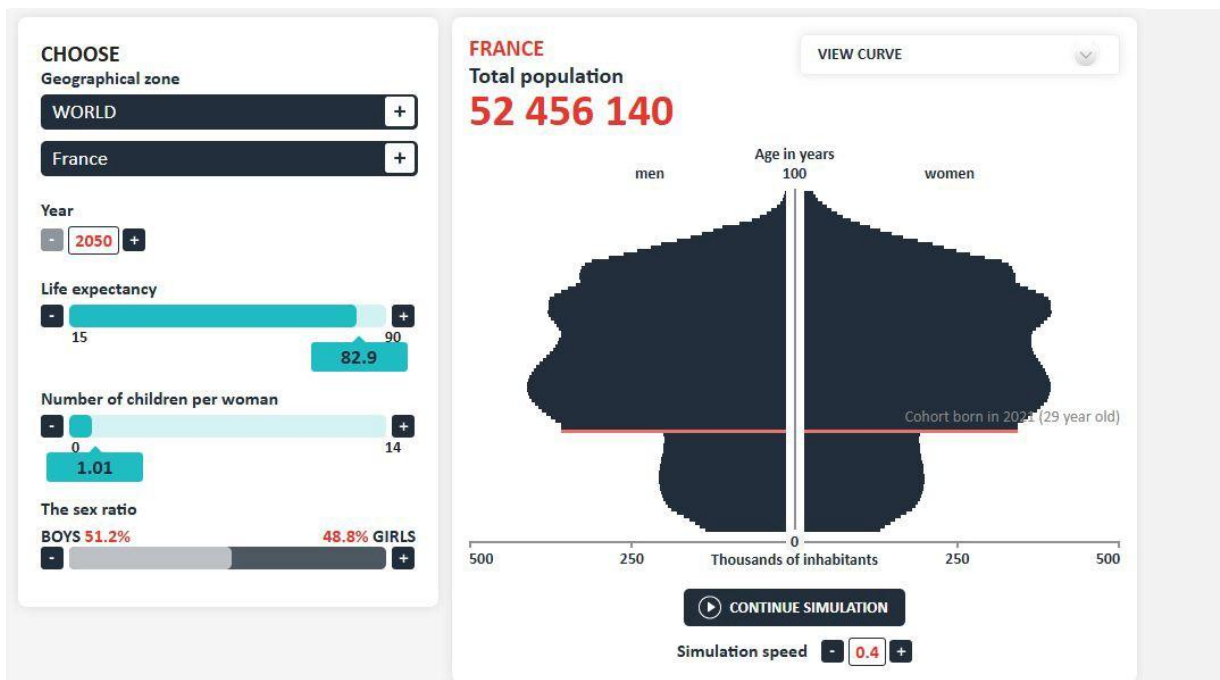 CHOOSE
Geographical zone
WORLD +
France +
Year
- 2050 +
Life expectancy
- +
15 90
82.9
Number of children per woman
- +
0 14
1.01
The sex ratio
BOYS 51.2% 48.8% GIRLS
- +
FRANCE
Total population
52 456 140
VIEW CURVE
Age in years
men 100 women
Cohort born in 2021 (29 year old)
0
500 250 Thousands of inhabitants 250 500
CONTINUE SIMULATION
Simulation speed - 0.4 +